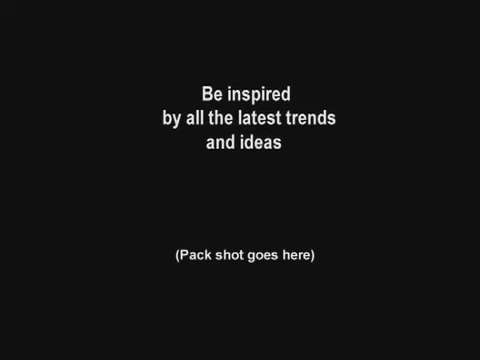 Be inspired
by all the latest trends
and ideas
(Pack shot goes here)